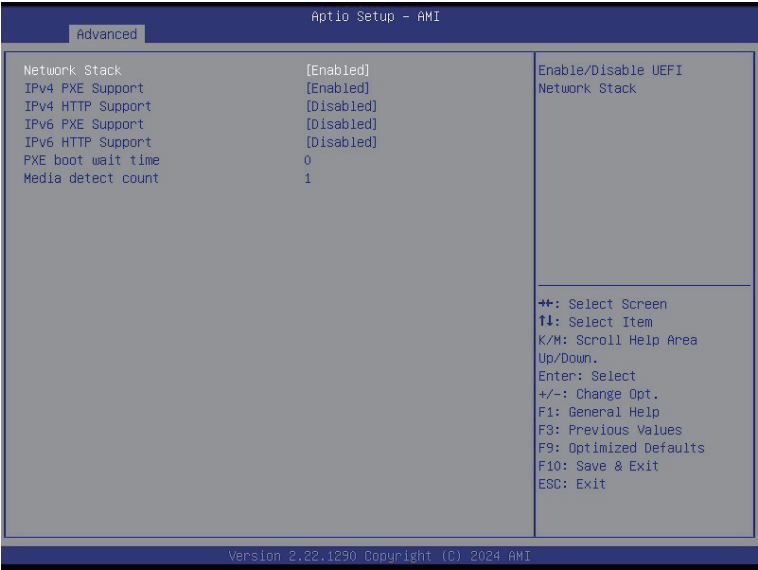 Aptio Setup – AMI
Advanced
Network Stack [Enabled]
IPv4 PXE Support [Enabled]
IPv4 HTTP Support [Disabled]
IPv6 PXE Support [Disabled]
IPv6 HTTP Support [Disabled]
PXE boot wait time 0
Media detect count 1
Enable/Disable UEFI
Network Stack
→←: Select Screen
↑↓: Select Item
K/M: Scroll Help Area
Up/Down.
Enter: Select
+/-: Change Opt.
F1: General Help
F3: Previous Values
F9: Optimized Defaults
F10: Save & Exit
ESC: Exit
Version 2.22.1290 Copyright (C) 2024 AMI